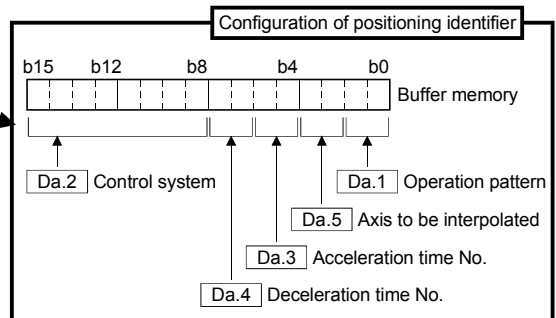 Configuration of positioning identifier
b15 b12 b8 b4 b0
Buffer memory
Da.2 Control system
Da.1 Operation pattern
Da.5 Axis to be interpolated
Da.3 Acceleration time No.
Da.4 Deceleration time No.